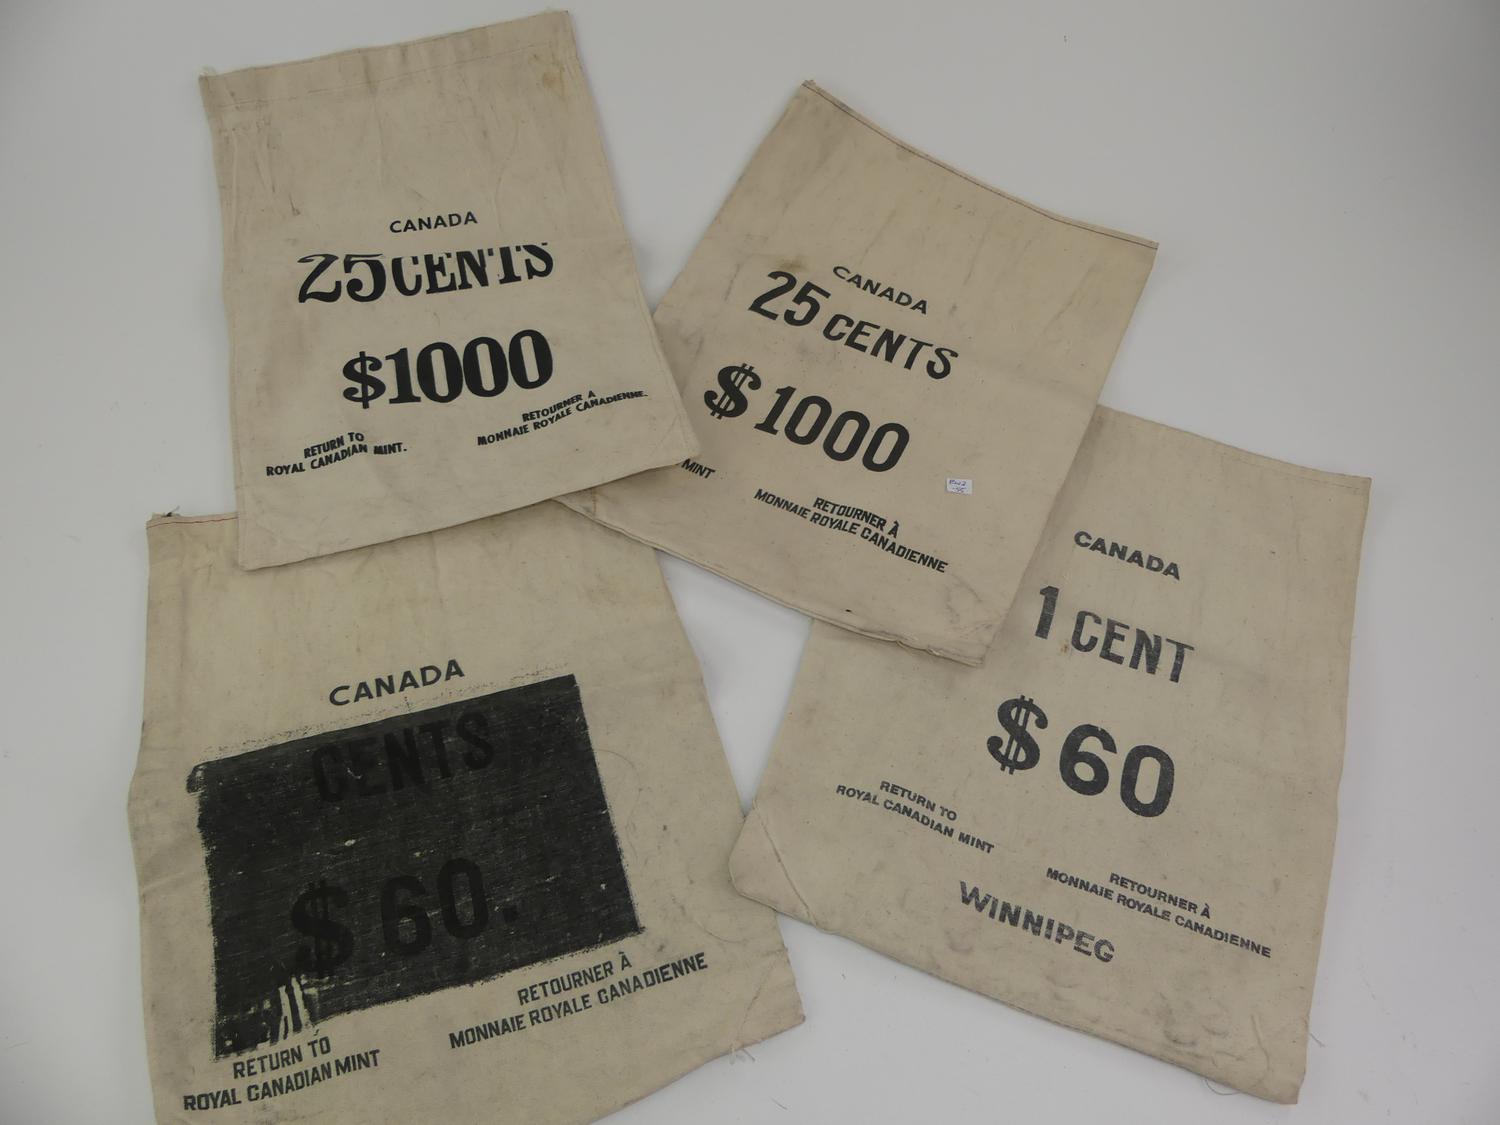 CANADA
25 CENTS
$1000
RETURN TO
ROYAL CANADIAN MINT.
RETOURNER A
MONNAIE ROYALE CANADIENNE.
CANADA
25 CENTS
$1000
MINT
RETOURNER À
MONNAIE ROYALE CANADIENNE
CANADA
1 CENT
$60
RETURN TO
ROYAL CANADIAN MINT
RETOURNER À
MONNAIE ROYALE CANADIENNE
WINNIPEG
CANADA
CENTS
$60.
RETURN TO
ROYAL CANADIAN MINT
RETOURNER À
MONNAIE ROYALE CANADIENNE